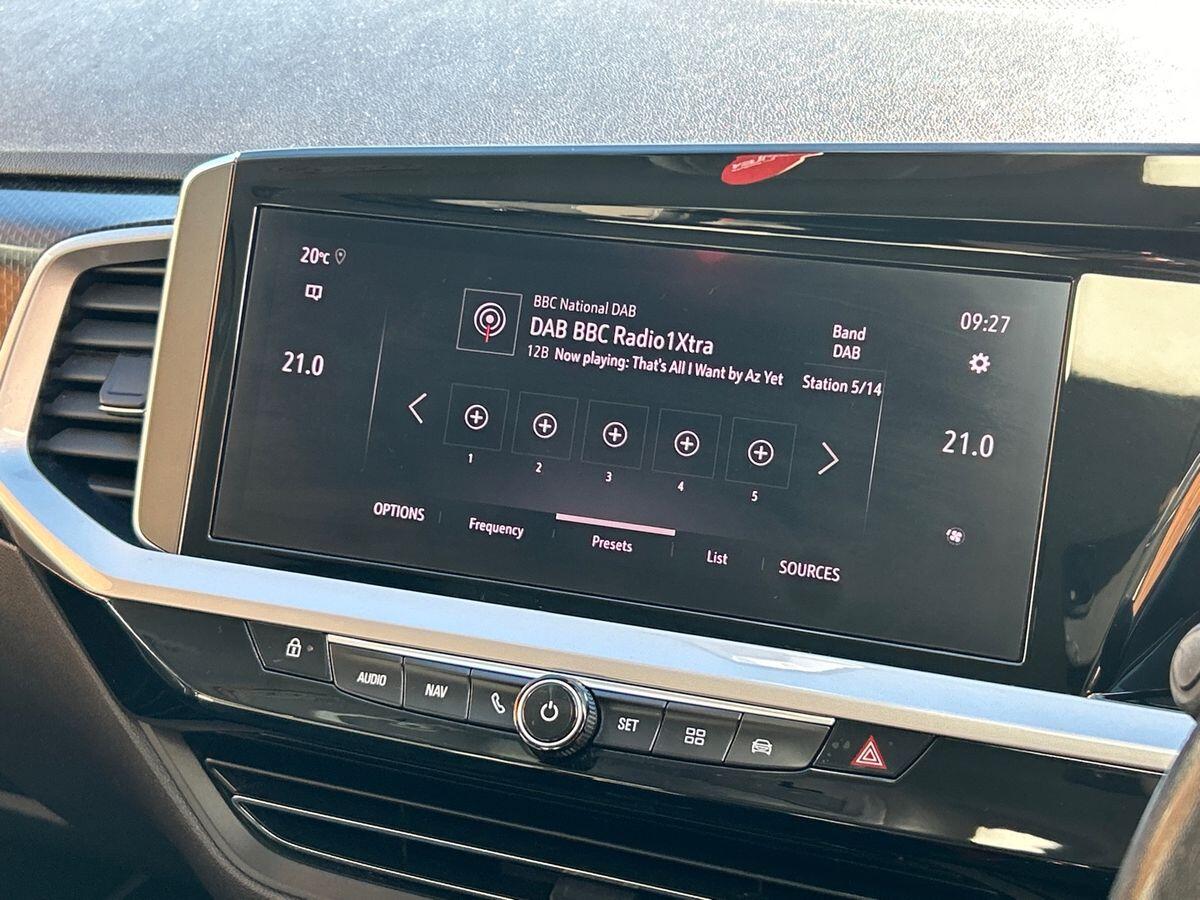 20°C
21.0
BBC National DAB
DAB BBC Radio1Xtra
12B Now playing: That's All I Want by Az Yet
Band
DAB
Station 5/14
09:27
21.0
1
2
3
4
5
OPTIONS
Frequency
Presets
List
SOURCES
AUDIO
NAV
SET